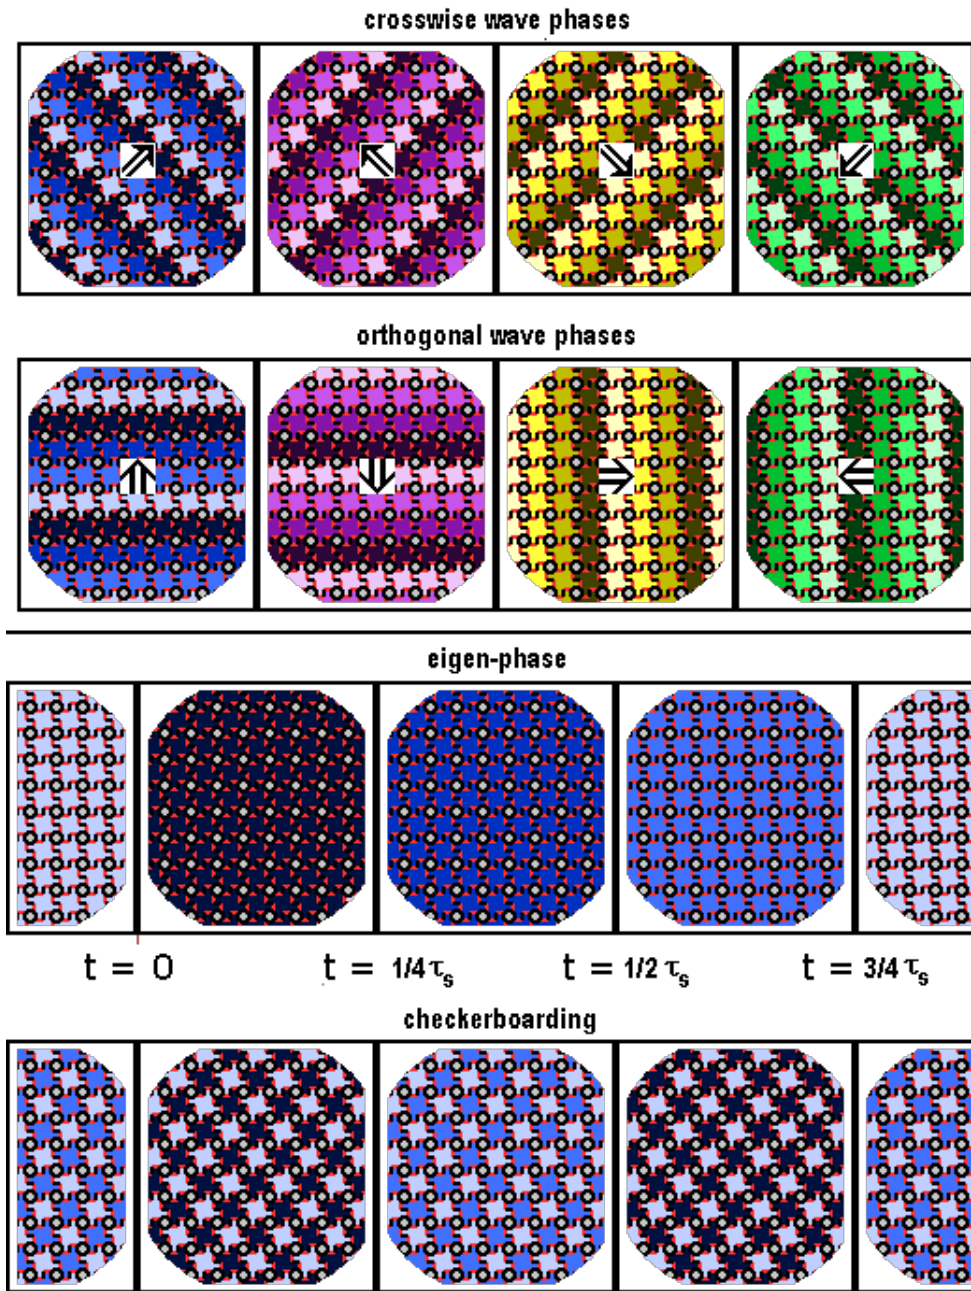 crosswise wave phases
orthogonal wave phases
eigen-phase
t = 0 t = 1/4 τs t = 1/2 τs t = 3/4 τs
checkerboarding